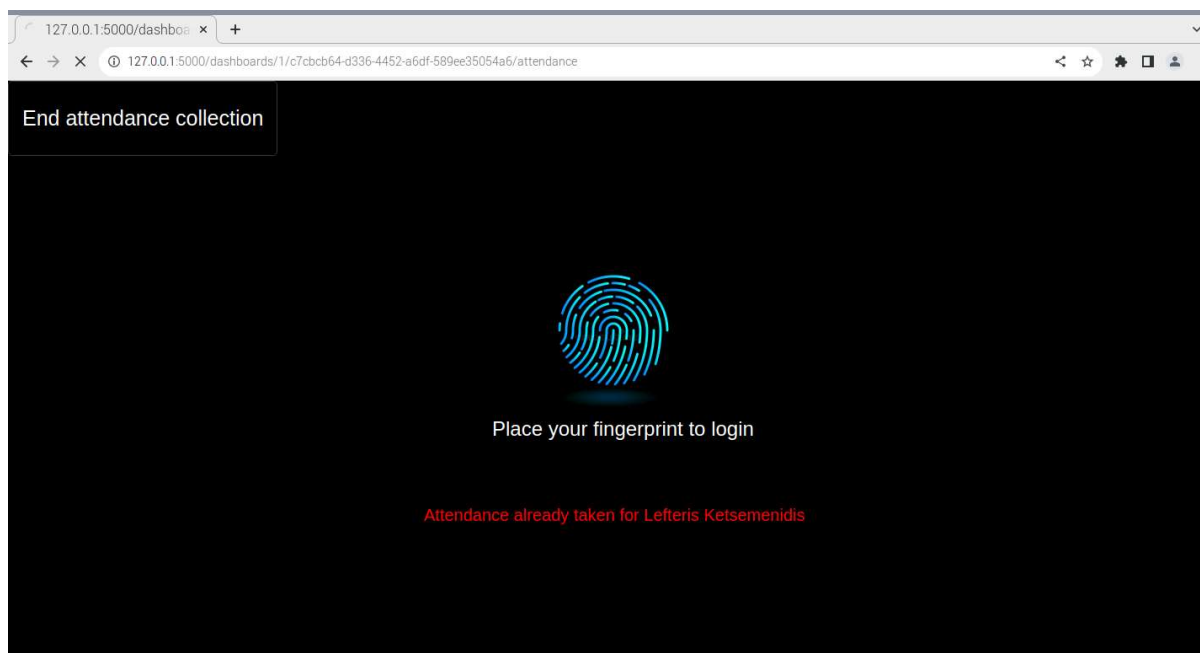 127.0.0.1:5000/dashboa
127.0.0.1:5000/dashboards/1/c7cbcb64-d336-4452-a6df-589ee35054a6/attendance
End attendance collection
Place your fingerprint to login
Attendance already taken for Lefteris Ketsemenidis